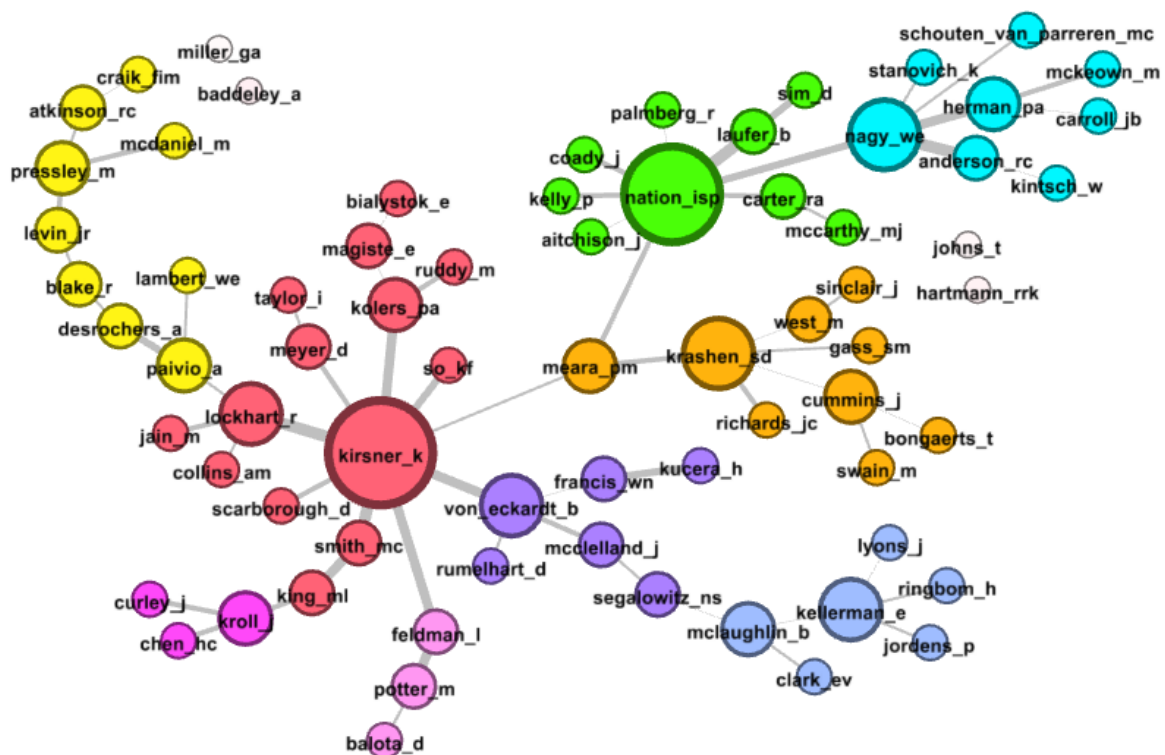 schouten_van_parreren_mc
miller_ga
craik_fim
stanovich_k
mckeown_m
baddeley_a
sim_d
atkinson_rc
palmberg_r
herman_pa
carroll_jb
laufer_b
nagy_we
mcdaniel_m
coady_j
anderson_rc
pressley_m
kintsch_w
kelly_p
nation_isp
carter_ra
bialystok_e
mccarthy_mj
levin_jr
aitchison_j
johns_t
magiste_e
ruddy_m
lambert_we
sinclair_j
blake_r
hartmann_rrk
taylor_i
kolers_pa
west_m
desrochers_a
gass_sm
meyer_d
krashen_sd
paivio_a
so_kf
meara_pm
cummins_j
lockhart_r
richards_jc
jain_m
bongaerts_t
kirsner_k
collins_am
swain_m
kucera_h
francis_wn
scarborough_d
von_eckardt_b
smith_mc
mcclelland_j
lyons_j
rumelhart_d
ringbom_h
king_ml
segalowitz_ns
curley_j
kellerman_e
kroll_j
feldman_l
mclaughlin_b
chen_hc
jordens_p
clark_ev
potter_m
balota_d